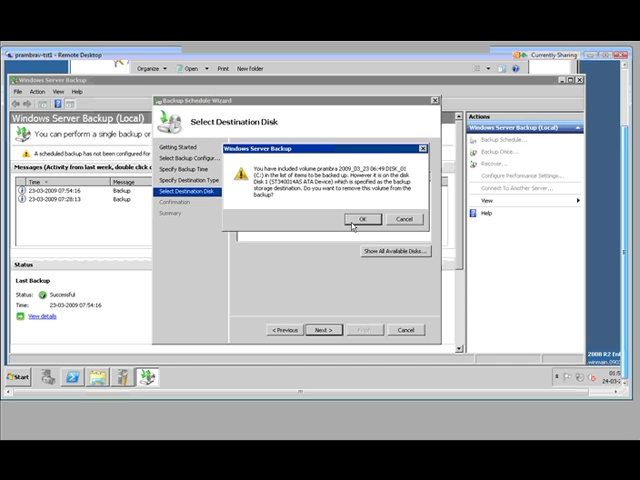 prambrav-tst1 - Remote Desktop
Currently Sharing
Organize
Open
Print
New folder
Windows Server Backup
File Action View Help
Windows Server Backup (Local)
You can perform a single backup or
A scheduled backup has not been configured for
Messages (Activity from last week, double click
Time
Message
23-03-2009 07:54:16
Backup
23-03-2009 07:28:13
Backup
Status
Last Backup
Status:
Successful
Time:
23-03-2009 07:54:16
View details
Backup Schedule Wizard
Select Destination Disk
Getting Started
Select Backup Configur...
Specify Backup Time
Specify Destination Type
Select Destination Disk
Confirmation
Summary
Windows Server Backup
You have included volume prambra 2009_03_23 06:49 DISK_01
(C:) in the list of items to be backed up. However it is on the disk
Disk 1 (ST340014AS ATA Device) which is specified as the backup
storage destination. Do you want to remove this volume from the
backup?
OK
Cancel
Show All Available Disks...
< Previous
Next >
Cancel
Actions
Windows Server Backup (Local)
Backup Schedule...
Backup Once...
Recover...
Configure Performance Settings...
Connect To Another Server...
View
Help
2008 R2 Ent
Start
24-03-2